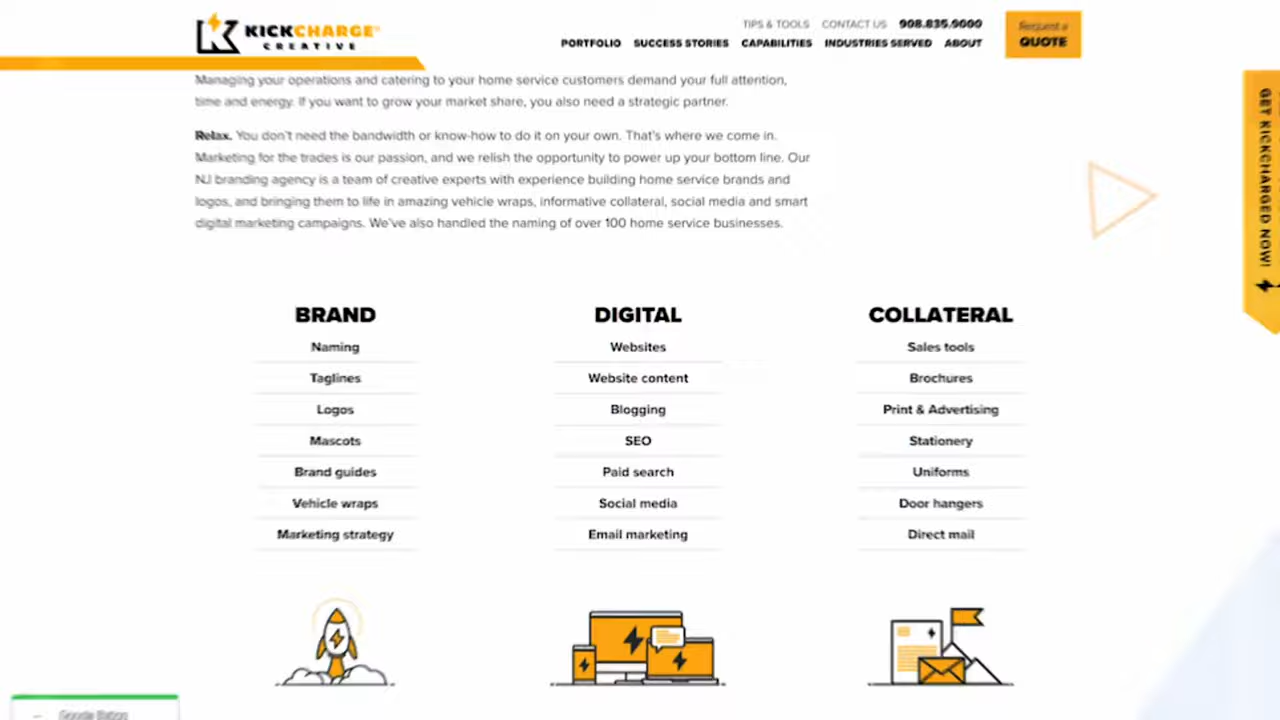 KICKCHARGE
CREATIVE
TIPS & TOOLS CONTACT US 908.835.9000
PORTFOLIO SUCCESS STORIES CAPABILITIES INDUSTRIES SERVED ABOUT
Request a
QUOTE
Managing your operations and catering to your home service customers demand your full attention,
time and energy. If you want to grow your market share, you also need a strategic partner.
Relax. You don't need the bandwidth or know-how to do it on your own. That's where we come in.
Marketing for the trades is our passion, and we relish the opportunity to power up your bottom line. Our
NJ branding agency is a team of creative experts with experience building home service brands and
logos, and bringing them to life in amazing vehicle wraps, informative collateral, social media and smart
digital marketing campaigns. We've also handled the naming of over 100 home service businesses.
GET KICKCHARGED NOW!
BRAND
Naming
Taglines
Logos
Mascots
Brand guides
Vehicle wraps
Marketing strategy
DIGITAL
Websites
Website content
Blogging
SEO
Paid search
Social media
Email marketing
COLLATERAL
Sales tools
Brochures
Print & Advertising
Stationery
Uniforms
Door hangers
Direct mail
Google Rating